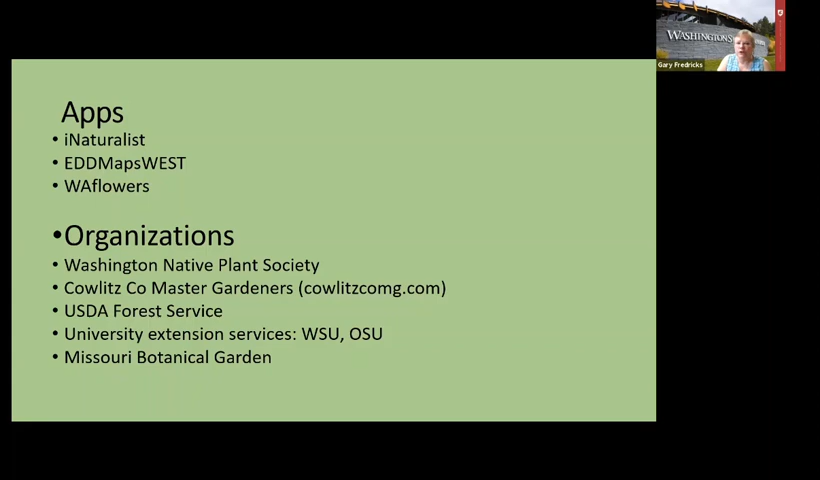 WASHINGTON S
Gary Fredricks
Apps
• iNaturalist
• EDDMapsWEST
• WAflowers
•Organizations
• Washington Native Plant Society
• Cowlitz Co Master Gardeners (cowlitzcomg.com)
• USDA Forest Service
• University extension services: WSU, OSU
• Missouri Botanical Garden